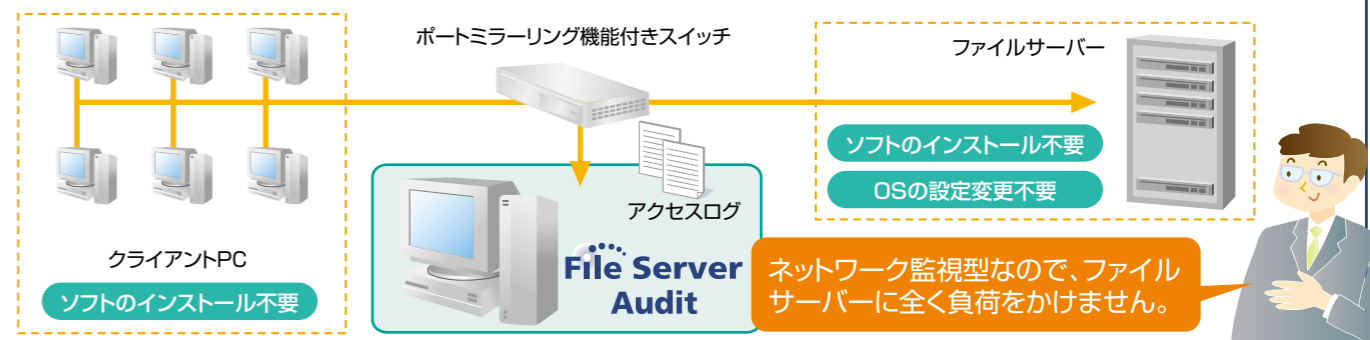 ポートミラーリング機能付きスイッチ
ファイルサーバー
ソフトのインストール不要
OSの設定変更不要
アクセスログ
クライアントPC
ソフトのインストール不要
File Server
Audit
ネットワーク監視型なので、ファイル
サーバーに全く負荷をかけません。